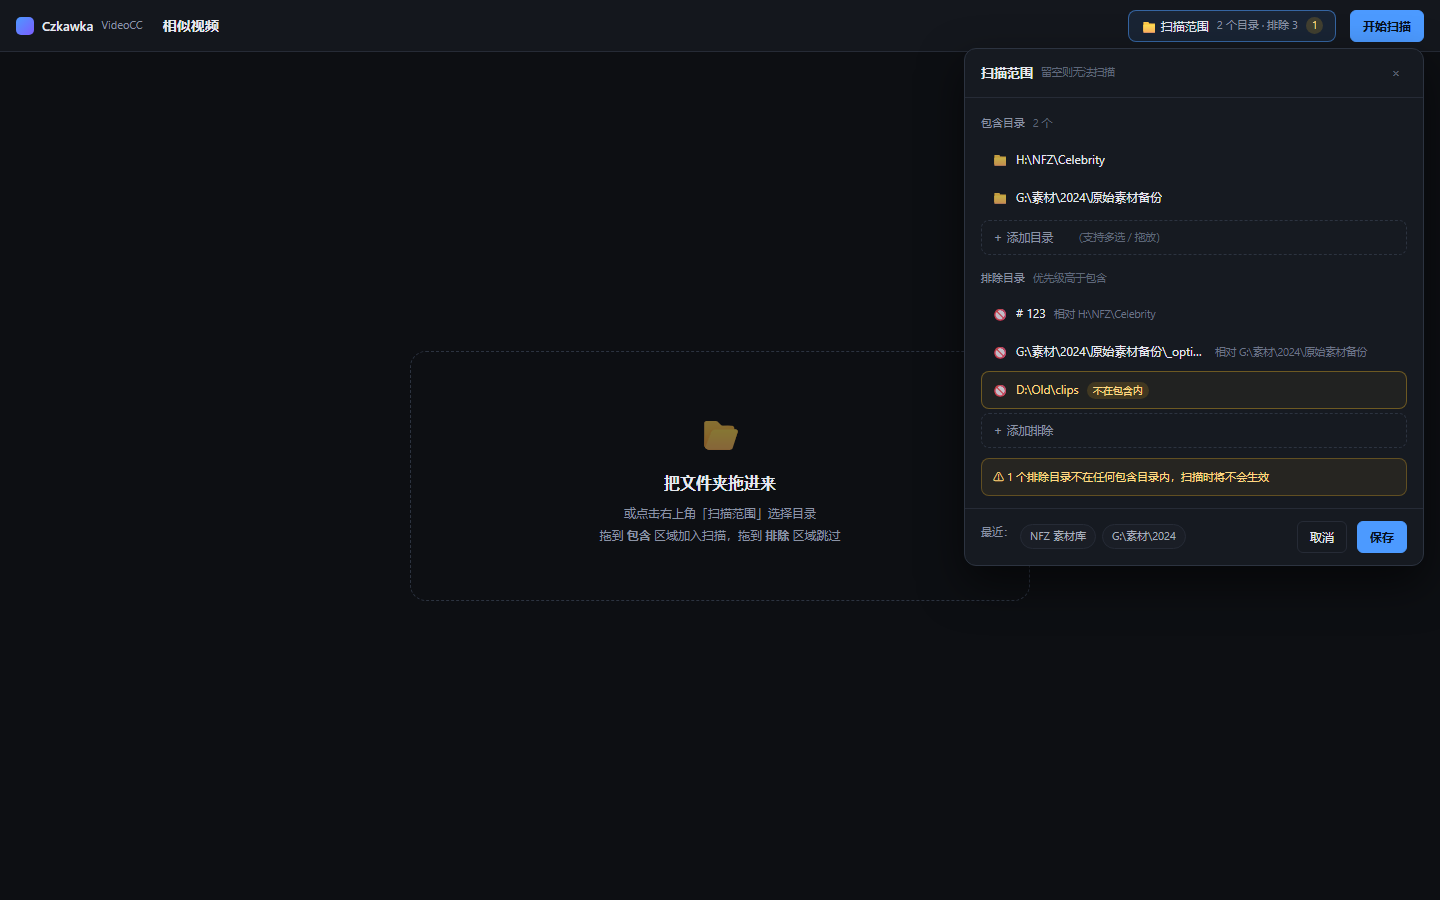 Czkawka VideoCC 相似视频 扫描范围 2 个目录 · 排除 3 1 开始扫描
扫描范围 留空则无法扫描 ×
包含目录 2 个
H:\NFZ\Celebrity
G:\素材\2024\原始素材备份
+ 添加目录 (支持多选 / 拖放)
排除目录 优先级高于包含
# 123 相对 H:\NFZ\Celebrity
G:\素材\2024\原始素材备份\_opti... 相对 G:\素材\2024\原始素材备份
D:\Old\clips 不在包含内
+ 添加排除
⚠ 1 个排除目录不在任何包含目录内，扫描时将不会生效
最近: NFZ 素材库 G:\素材\2024 取消 保存
把文件夹拖进来
或点击右上角「扫描范围」选择目录
拖到 包含 区域加入扫描，拖到 排除 区域跳过